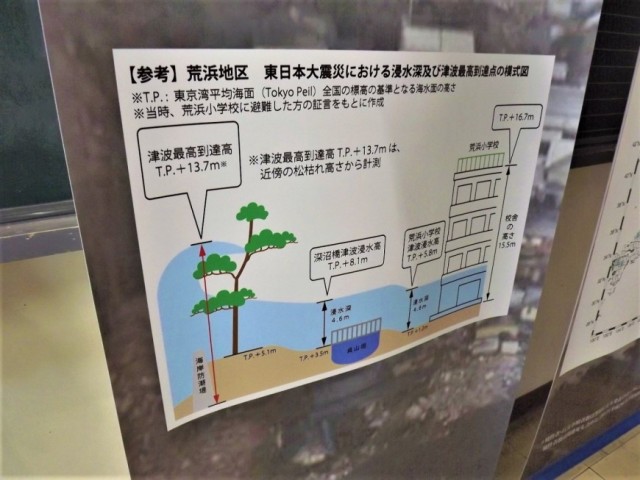 【参考】荒浜地区　東日本大震災における浸水深及び津波最高到達点の模式図
※T.P.：東京湾平均海面（Tokyo Peil）全国の標高の基準となる海水面の高さ
※当時、荒浜小学校に避難した方の証言をもとに作成
津波最高到達高
T.P.+13.7m※
※津波最高到達高 T.P.+13.7mは、
近傍の松枯れ高さから計測
T.P.+16.7m
荒浜小学校
深沼橋津波浸水高
T.P.+8.1m
荒浜小学校
津波浸水高
T.P.+5.8m
校舎の高さ
15.5m
浸水深
4.6m
浸水深
海岸防潮堤
T.P.+5.1m
T.P.+3.5m
貞山堀